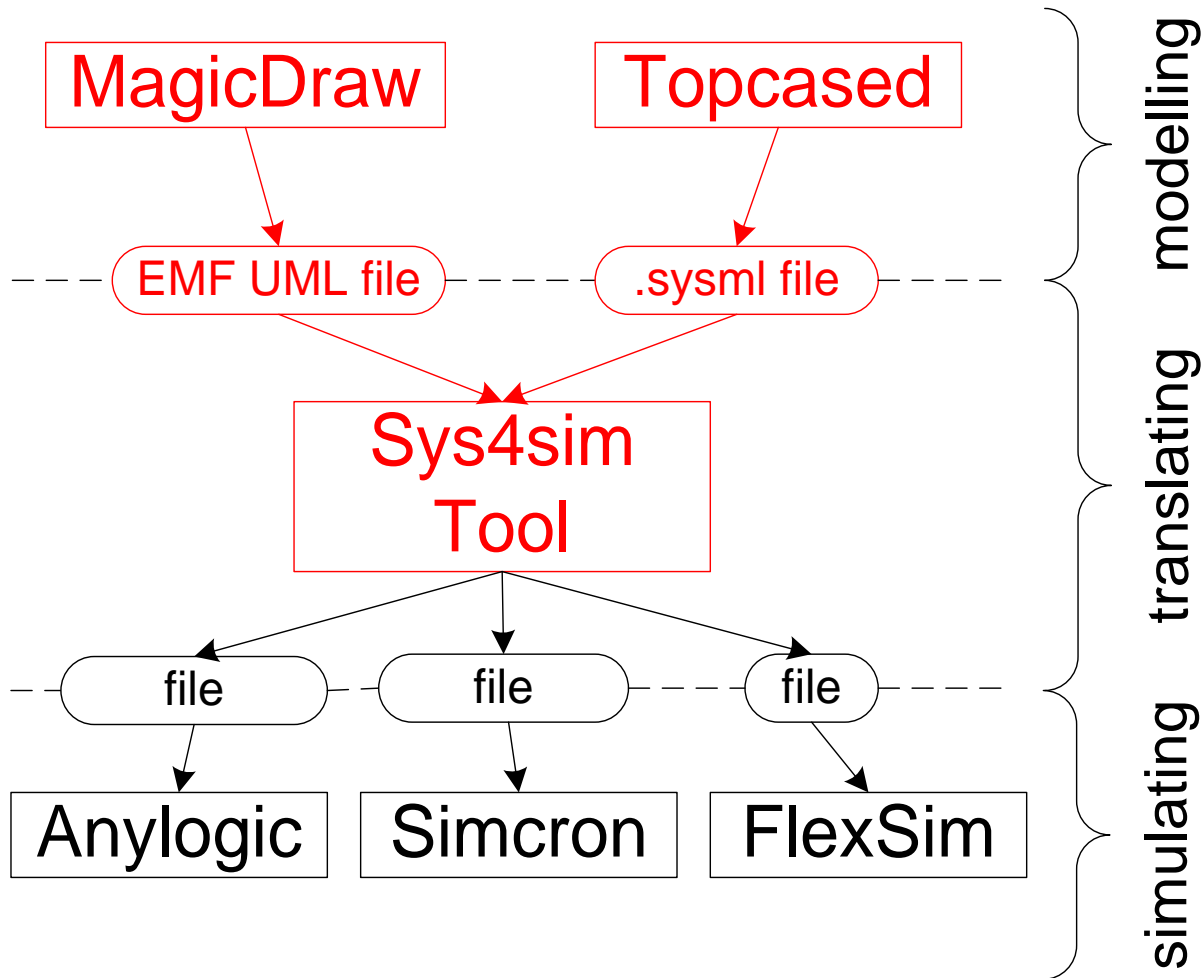 MagicDraw
Topcased
modelling
EMF UML file
.sysml file
Sys4sim
Tool
translating
file
file
file
Anylogic
Simcron
FlexSim
simulating